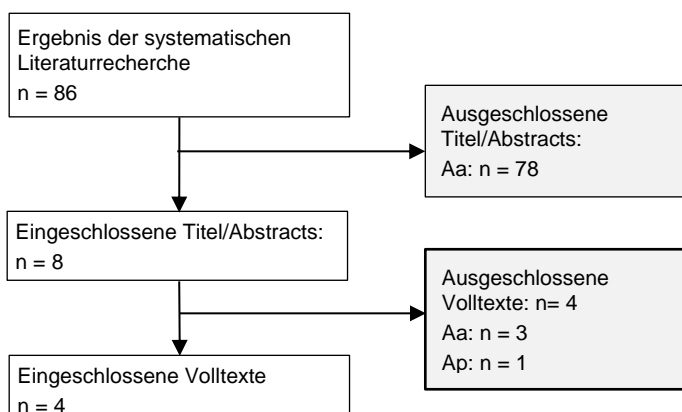 Ergebnis der systematischen
Literaturrecherche
n = 86
Ausgeschlossene
Titel/Abstracts:
Aa: n = 78
Eingeschlossene Titel/Abstracts:
n = 8
Ausgeschlossene
Volltexte: n= 4
Aa: n = 3
Ap: n = 1
Eingeschlossene Volltexte
n = 4